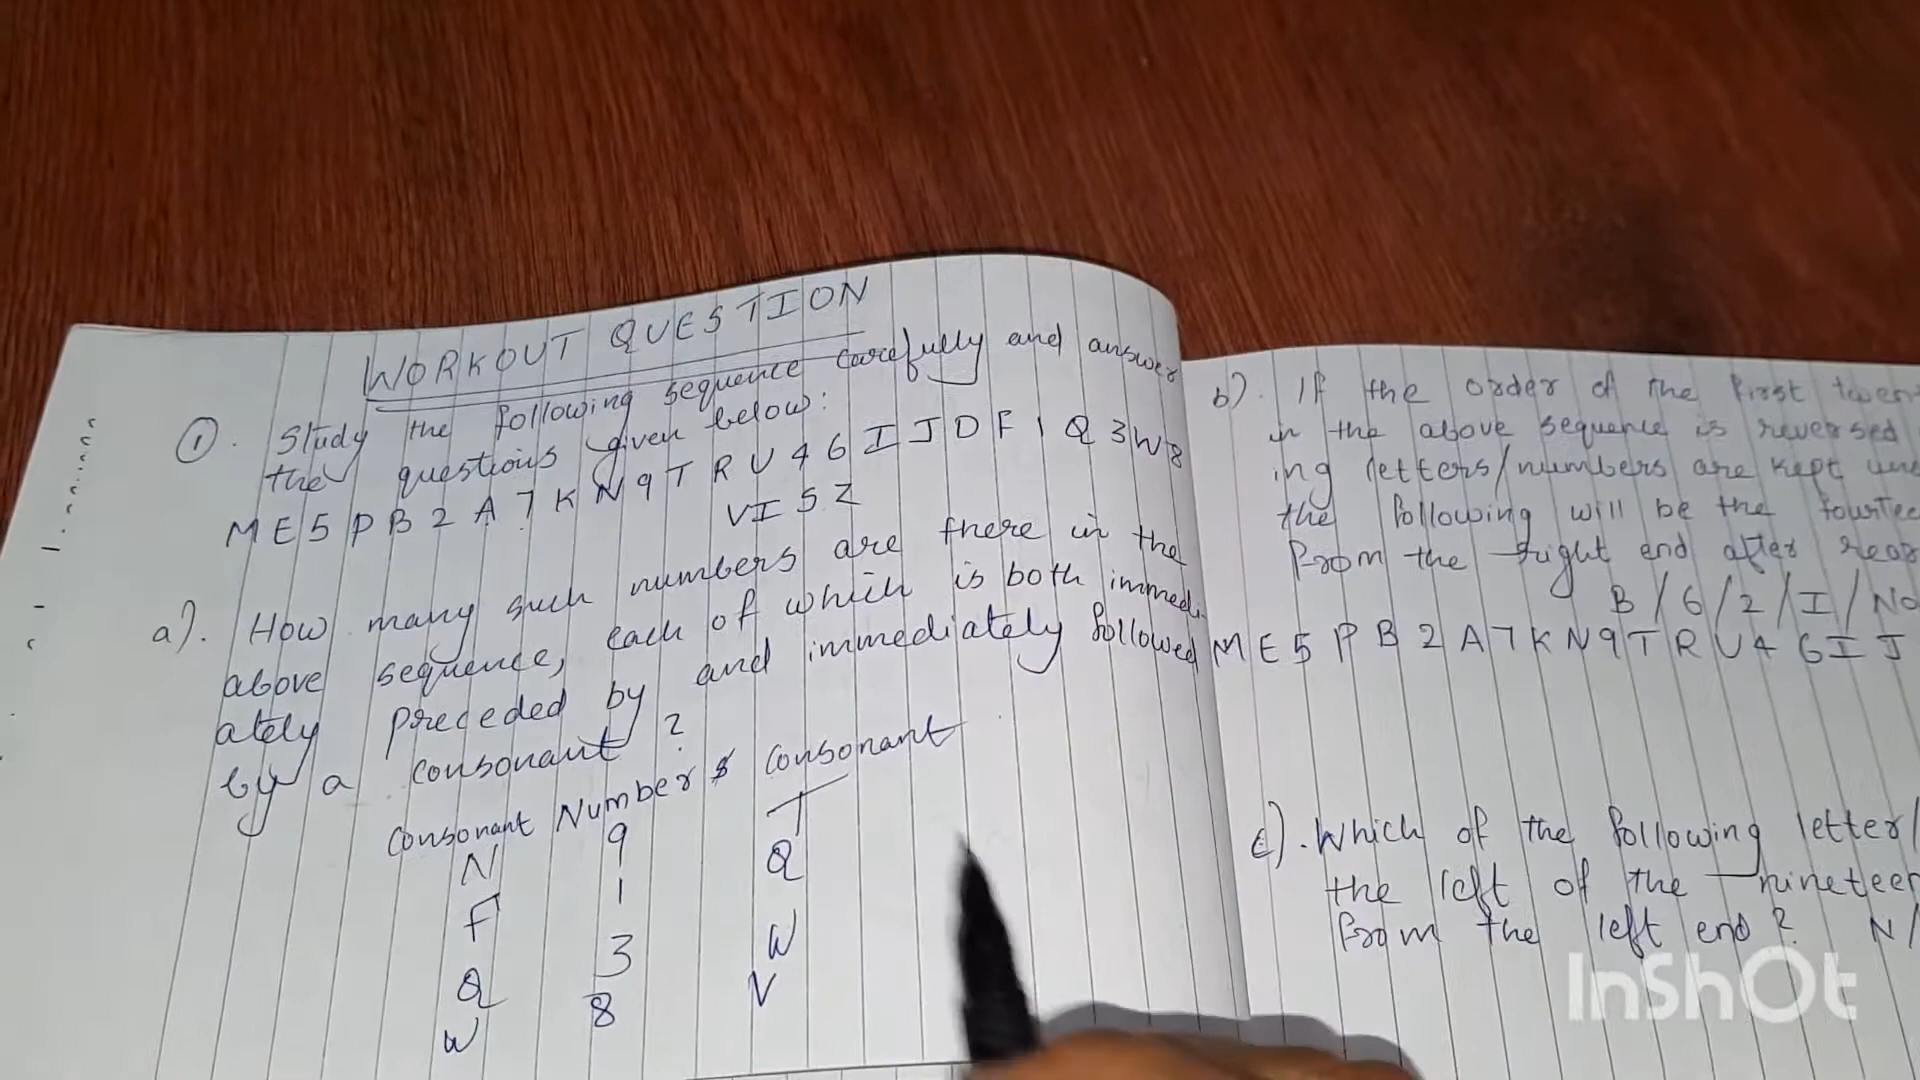 WORKOUT QUESTION
1. Study the following sequence carefully and answer
the questions given below:
M E 5 P B 2 A 7 K N 9 T R U 4 6 I J D F 1 Q 3 W 8
V I S Z
a). How many such numbers are there in the
above sequence, each of which is both immedi-
ately preceded by and immediately followed
by a consonant?
Consonant Number & Consonant
N 9 T
F 1 Q
Q 3 W
W 8 V
b). If the order of the first twen
in the above sequence is reversed
ing letters/numbers are kept
the following will be the fourtee
from the right end after rear
B / 6 / 2 / I / No
M E 5 P B 2 A 7 K N 9 T R U 4 6 I J
c). Which of the following letter/
the left of the nineteen
from the left end? N/
InShOt